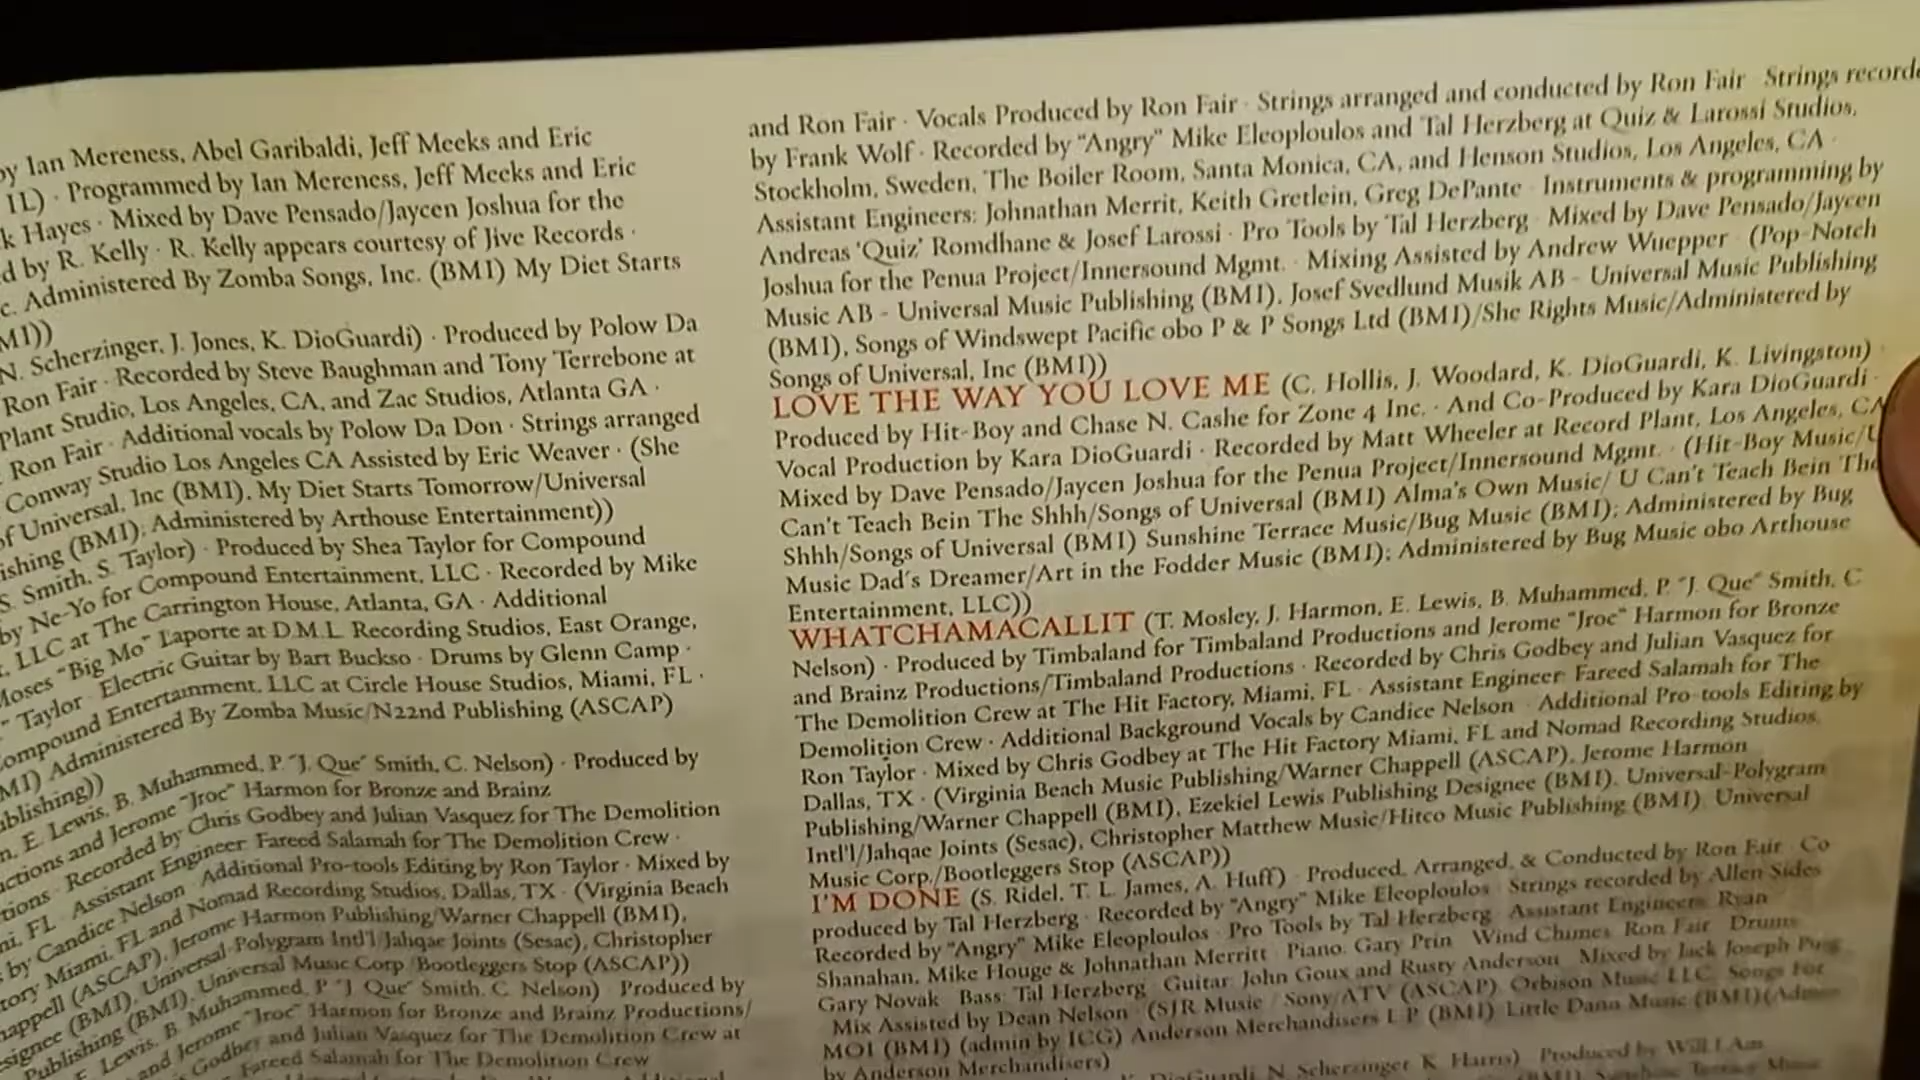 by Ian Mereness, Abel Garibaldi, Jeff Meeks and Eric
IL) · Programmed by Ian Mereness, Jeff Meeks and Eric
k Hayes · Mixed by Dave Pensado/Jaycen Joshua for the
d by R. Kelly · R. Kelly appears courtesy of Jive Records ·
c. Administered By Zomba Songs, Inc. (BMI) My Diet Starts
MI))
N. Scherzinger, J. Jones, K. DioGuardi) · Produced by Polow Da
Ron Fair · Recorded by Steve Baughman and Tony Terrebone at
Plant Studio, Los Angeles, CA, and Zac Studios, Atlanta GA ·
Ron Fair · Additional vocals by Polow Da Don · Strings arranged
Conway Studio Los Angeles CA Assisted by Eric Weaver · (She
of Universal, Inc (BMI), My Diet Starts Tomorrow/Universal
ishing (BMI); Administered by Arthouse Entertainment))
S. Smith, S. Taylor) · Produced by Shea Taylor for Compound
by Ne-Yo for Compound Entertainment, LLC · Recorded by Mike
, LLC at The Carrington House, Atlanta, GA · Additional
Moses "Big Mo" Laporte at D.M.L. Recording Studios, East Orange,
" Taylor · Electric Guitar by Bart Buckso · Drums by Glenn Camp ·
ompound Entertainment, LLC at Circle House Studios, Miami, FL ·
MI) Administered By Zomba Music/N22nd Publishing (ASCAP)
ublishing))
n, E. Lewis, B. Muhammed, P. "J. Que" Smith, C. Nelson) · Produced by
uctions and Jerome "Jroc" Harmon for Bronze and Brainz
tions · Recorded by Chris Godbey and Julian Vasquez for The Demolition
ni, FL · Assistant Engineer: Fareed Salamah for The Demolition Crew ·
by Candice Nelson · Additional Pro-tools Editing by Ron Taylor · Mixed by
tory Miami, FL and Nomad Recording Studios, Dallas, TX · (Virginia Beach
happell (ASCAP), Jerome Harmon Publishing/Warner Chappell (BMI),
signee (BMI), Universal-Polygram Intl'l/Jahqae Joints (Sesac), Christopher
Publishing (BMI), Universal Music Corp./Bootleggers Stop (ASCAP))
E. Lewis, B. Muhammed, P. "J. Que" Smith, C. Nelson) · Produced by
and Jerome "Jroc" Harmon for Bronze and Brainz Productions/
Godbey and Julian Vasquez for The Demolition Crew at
Fareed Salamah for The Demolition Crew
and Ron Fair · Vocals Produced by Ron Fair · Strings arranged and conducted by Ron Fair · Strings recorde
by Frank Wolf · Recorded by "Angry" Mike Eleoploulos and Tal Herzberg at Quiz & Larossi Studios,
Stockholm, Sweden, The Boiler Room, Santa Monica, CA, and Henson Studios, Los Angeles, CA ·
Assistant Engineers: Johnathan Merrit, Keith Gretlein, Greg DePante · Instruments & programming by
Andreas 'Quiz' Romdhane & Josef Larossi · Pro Tools by Tal Herzberg · Mixed by Dave Pensado/Jaycen
Joshua for the Penua Project/Innersound Mgmt. · Mixing Assisted by Andrew Wuepper · (Pop-Notch
Music AB - Universal Music Publishing (BMI), Josef Svedlund Musik AB - Universal Music Publishing
(BMI), Songs of Windswept Pacific obo P & P Songs Ltd (BMI)/She Rights Music/Administered by
Songs of Universal, Inc (BMI))
LOVE THE WAY YOU LOVE ME (C. Hollis, J. Woodard, K. DioGuardi, K. Livingston) ·
Produced by Hit-Boy and Chase N. Cashe for Zone 4 Inc. · And Co-Produced by Kara DioGuardi ·
Vocal Production by Kara DioGuardi · Recorded by Matt Wheeler at Record Plant, Los Angeles, CA
Mixed by Dave Pensado/Jaycen Joshua for the Penua Project/Innersound Mgmt. · (Hit-Boy Music/U
Can't Teach Bein The Shhh/Songs of Universal (BMI) Alma's Own Music/ U Can't Teach Bein The
Shhh/Songs of Universal (BMI) Sunshine Terrace Music/Bug Music (BMI); Administered by Bug
Music Dad's Dreamer/Art in the Fodder Music (BMI); Administered by Bug Music obo Arthouse
Entertainment, LLC))
WHATCHAMACALLIT (T. Mosley, J. Harmon, E. Lewis, B. Muhammed, P. "J. Que" Smith, C
Nelson) · Produced by Timbaland for Timbaland Productions and Jerome "Jroc" Harmon for Bronze
and Brainz Productions/Timbaland Productions · Recorded by Chris Godbey and Julian Vasquez for
The Demolition Crew at The Hit Factory, Miami, FL · Assistant Engineer: Fareed Salamah for The
Demolition Crew · Additional Background Vocals by Candice Nelson · Additional Pro-tools Editing by
Ron Taylor · Mixed by Chris Godbey at The Hit Factory Miami, FL and Nomad Recording Studios,
Dallas, TX · (Virginia Beach Music Publishing/Warner Chappell (ASCAP), Jerome Harmon
Publishing/Warner Chappell (BMI), Ezekiel Lewis Publishing Designee (BMI), Universal-Polygram
Intl'l/Jahqae Joints (Sesac), Christopher Matthew Music/Hitco Music Publishing (BMI), Universal
Music Corp./Bootleggers Stop (ASCAP))
I'M DONE (S. Ridel, T. L. James, A. Huff) · Produced, Arranged, & Conducted by Ron Fair · Co
produced by Tal Herzberg · Recorded by "Angry" Mike Eleoploulos · Strings recorded by Allen Sides
Recorded by "Angry" Mike Eleoploulos · Pro Tools by Tal Herzberg · Assistant Engineers: Ryan
Shanahan, Mike Houge & Johnathan Merritt · Piano: Gary Prin · Wind Chimes: Ron Fair · Drums
Gary Novak · Bass: Tal Herzberg · Guitar: John Goux and Rusty Anderson · Mixed by Jack Joseph Puig
Mix Assisted by Dean Nelson · (SJR Music / Sony/ATV (ASCAP), Orbison Music LLC, Songs For
MOI (BMI) (admin by ICG) Anderson Merchandisers L P (BMI) Little Dana Music (BMI)
by Anderson Merchandisers)
K. DioGuardi, N. Scherzinger, K. Harris) · Produced by Will.I.Am